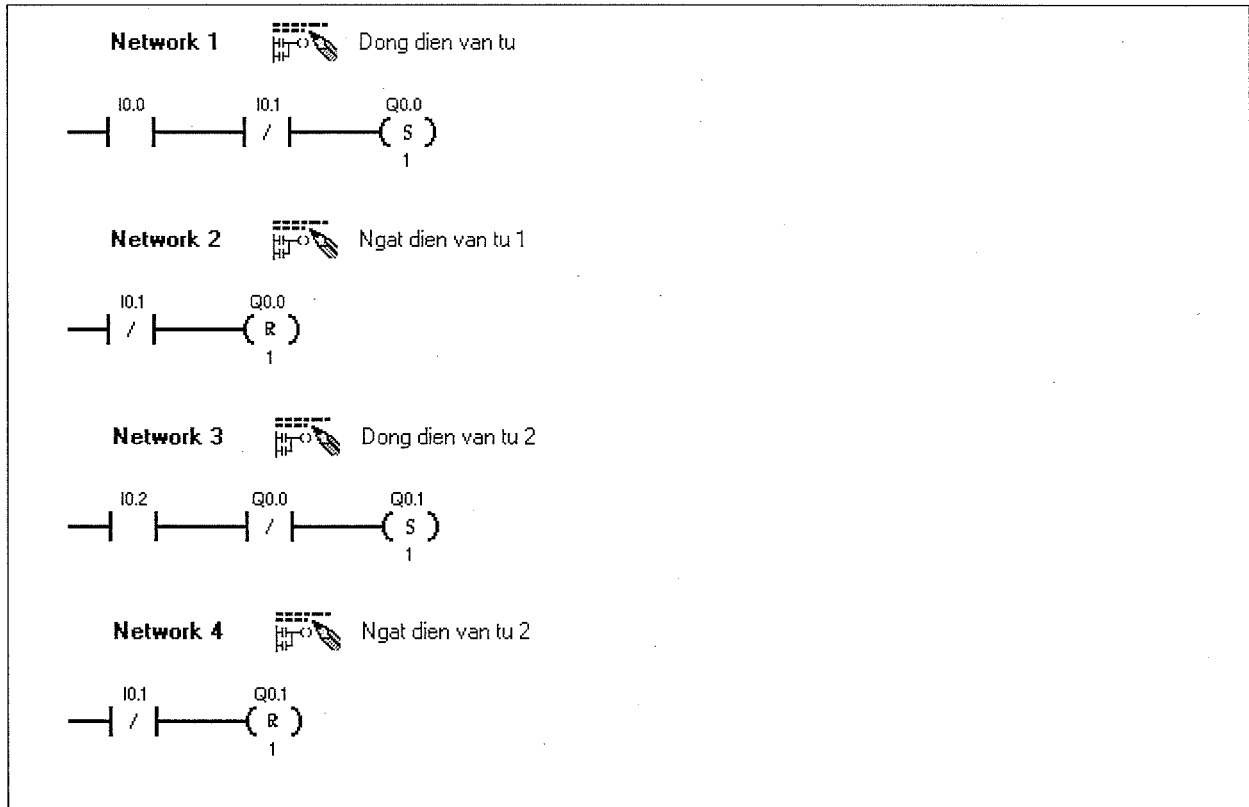 Network 1 Dong dien van tu
I0.0 I0.1 Q0.0
/ S
1
Network 2 Ngat dien van tu 1
I0.1 Q0.0
/ R
1
Network 3 Dong dien van tu 2
I0.2 Q0.0 Q0.1
/ S
1
Network 4 Ngat dien van tu 2
I0.1 Q0.1
/ R
1